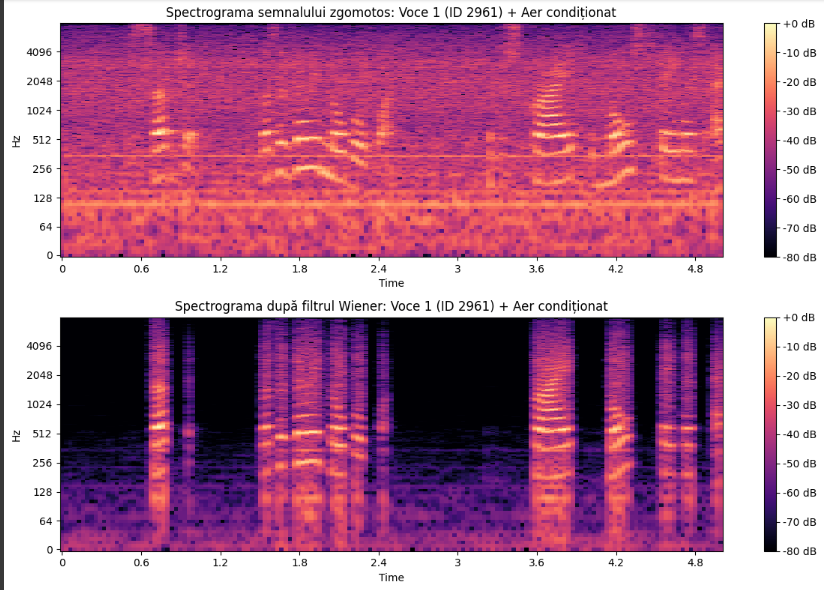 Spectrograma semnalului zgomotos: Voce 1 (ID 2961) + Aer condiționat
Hz
4096
2048
1024
512
256
128
64
0
0 0.6 1.2 1.8 2.4 3 3.6 4.2 4.8
Time
+0 dB
-10 dB
-20 dB
-30 dB
-40 dB
-50 dB
-60 dB
-70 dB
-80 dB
Spectrograma după filtrul Wiener: Voce 1 (ID 2961) + Aer condiționat
Hz
4096
2048
1024
512
256
128
64
0
0 0.6 1.2 1.8 2.4 3 3.6 4.2 4.8
Time
+0 dB
-10 dB
-20 dB
-30 dB
-40 dB
-50 dB
-60 dB
-70 dB
-80 dB